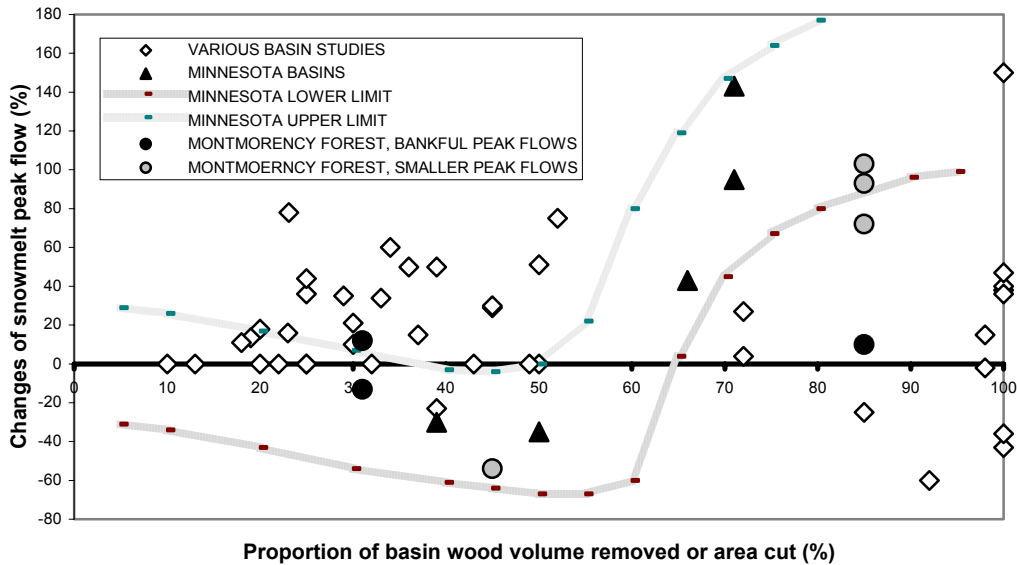 180
160
140
120
100
80
60
40
20
0
-20
-40
-60
-80
Changes of snowmelt peak flow (%)
VARIOUS BASIN STUDIES
MINNESOTA BASINS
MINNESOTA LOWER LIMIT
MINNESOTA UPPER LIMIT
MONTMORENCY FOREST, BANKFUL PEAK FLOWS
MONTMOERNCY FOREST, SMALLER PEAK FLOWS
0 10 20 30 40 50 60 70 80 90 100
Proportion of basin wood volume removed or area cut (%)